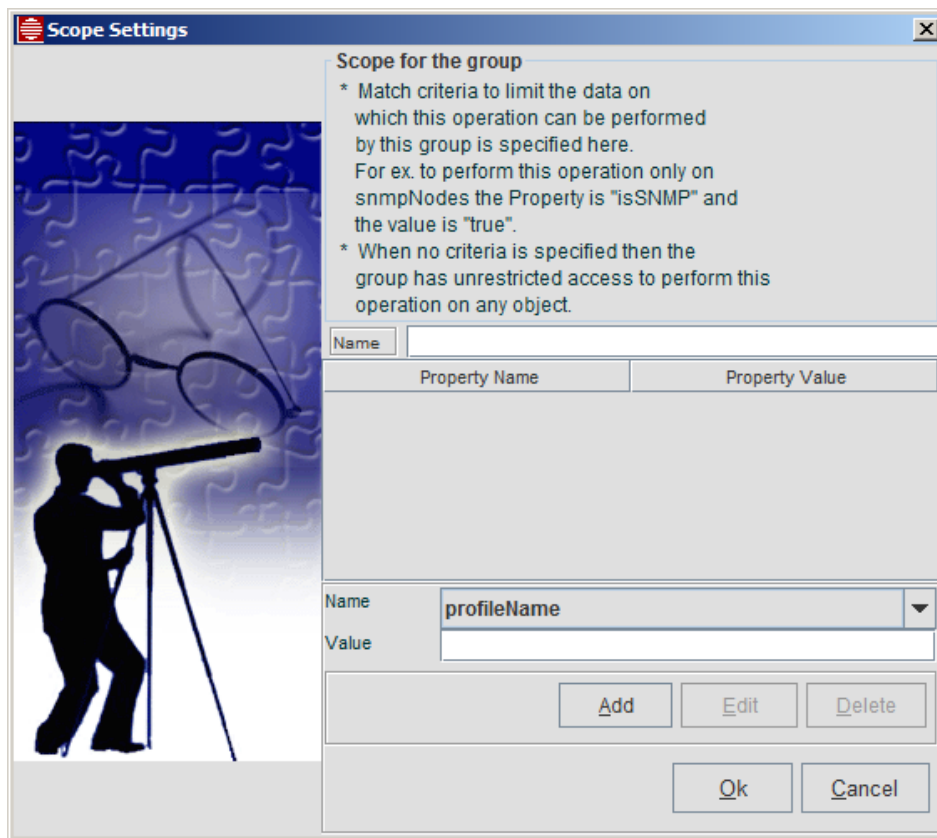 Scope Settings
Scope for the group
* Match criteria to limit the data on
which this operation can be performed
by this group is specified here.
For ex. to perform this operation only on
snmpNodes the Property is "isSNMP" and
the value is "true".
* When no criteria is specified then the
group has unrestricted access to perform this
operation on any object.
Name
Property Name Property Value
Name profileName
Value
Add Edit Delete
Ok Cancel